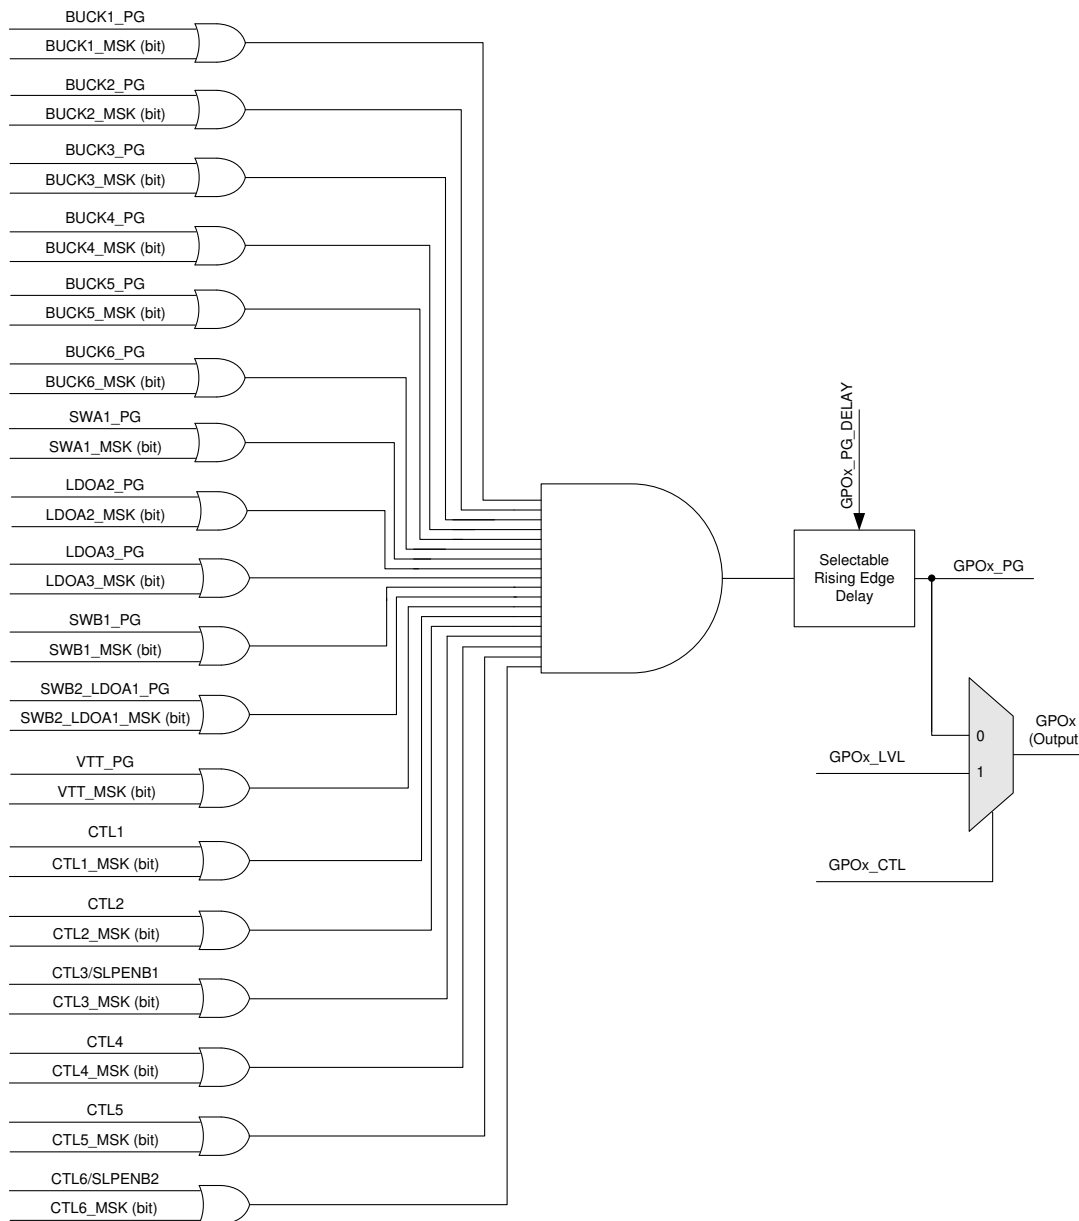 BUCK1_PG
BUCK1_MSK (bit)
BUCK2_PG
BUCK2_MSK (bit)
BUCK3_PG
BUCK3_MSK (bit)
BUCK4_PG
BUCK4_MSK (bit)
BUCK5_PG
BUCK5_MSK (bit)
BUCK6_PG
BUCK6_MSK (bit)
SWA1_PG
SWA1_MSK (bit)
LDOA2_PG
LDOA2_MSK (bit)
LDOA3_PG
LDOA3_MSK (bit)
SWB1_PG
SWB1_MSK (bit)
SWB2_LDOA1_PG
SWB2_LDOA1_MSK (bit)
VTT_PG
VTT_MSK (bit)
CTL1
CTL1_MSK (bit)
CTL2
CTL2_MSK (bit)
CTL3/SLPENB1
CTL3_MSK (bit)
CTL4
CTL4_MSK (bit)
CTL5
CTL5_MSK (bit)
CTL6/SLPENB2
CTL6_MSK (bit)
GPOx_PG_DELAY
Selectable
Rising Edge
Delay
GPOx_PG
0
1
GPOx_LVL
GPOx_CTL
GPOx
(Output